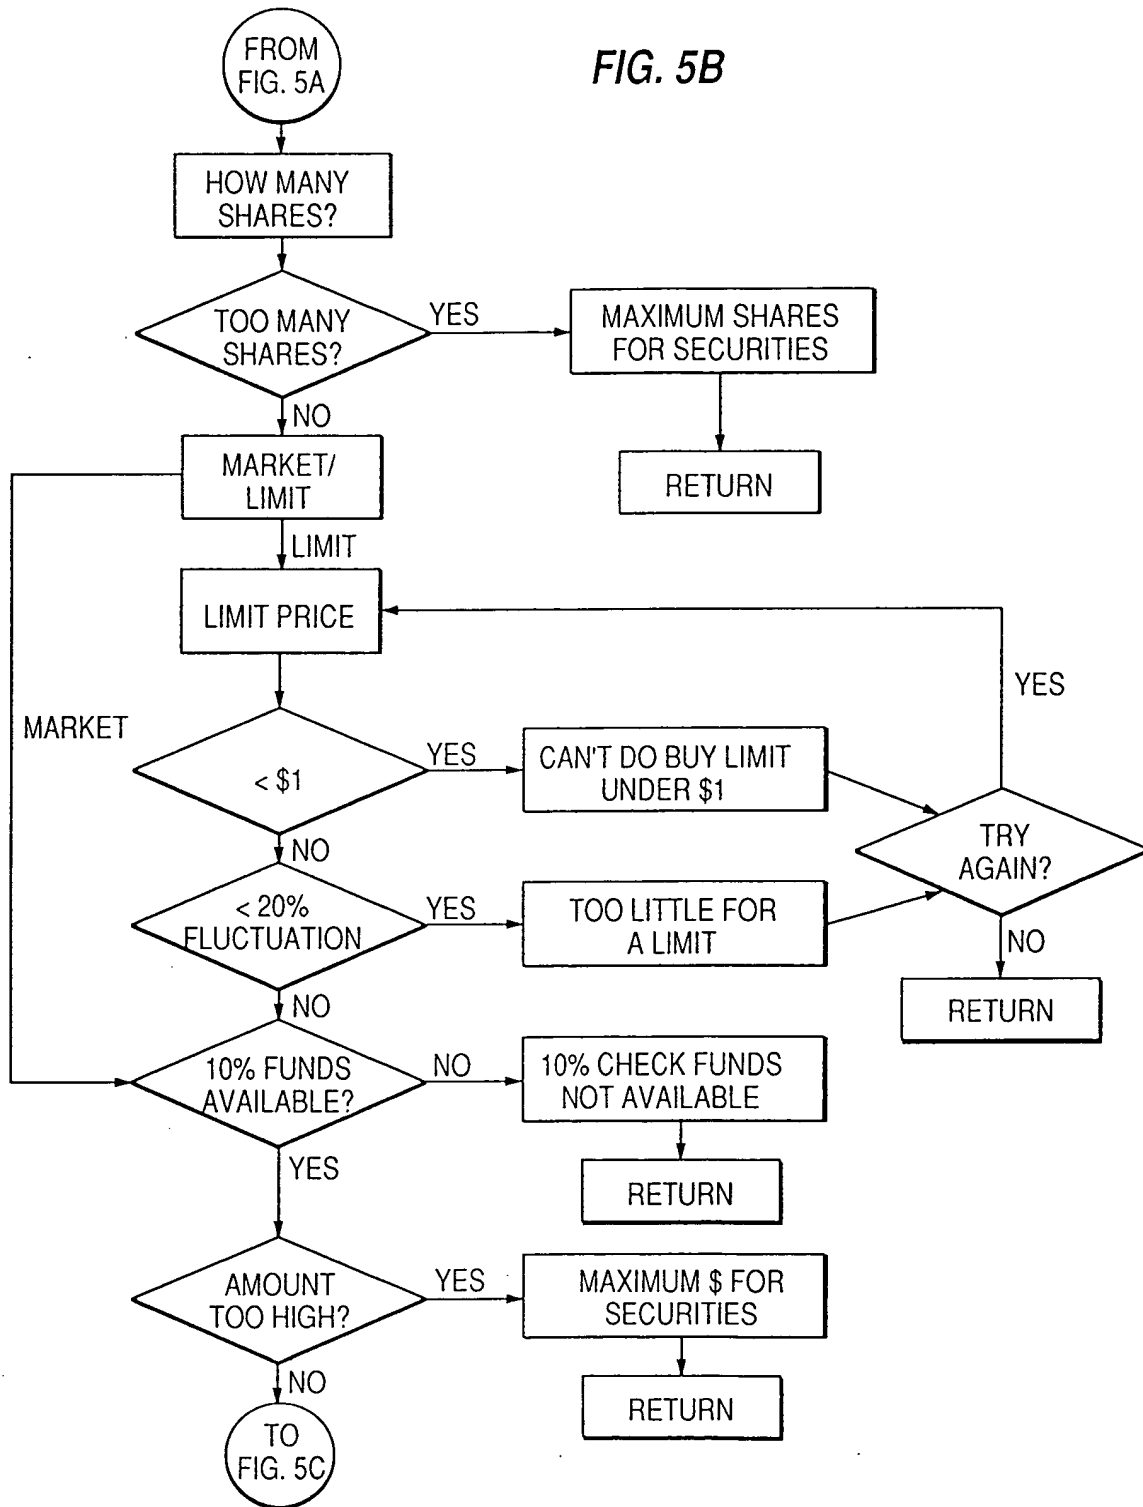 FROM
FIG. 5A
FIG. 5B
HOW MANY
SHARES?
TOO MANY
SHARES?
YES
MAXIMUM SHARES
FOR SECURITIES
NO
MARKET/
LIMIT
RETURN
LIMIT
LIMIT PRICE
YES
MARKET
< $1
YES
CAN'T DO BUY LIMIT
UNDER $1
TRY
AGAIN?
NO
< 20%
FLUCTUATION
YES
TOO LITTLE FOR
A LIMIT
NO
RETURN
NO
10% FUNDS
AVAILABLE?
NO
10% CHECK FUNDS
NOT AVAILABLE
YES
RETURN
AMOUNT
TOO HIGH?
YES
MAXIMUM $ FOR
SECURITIES
NO
RETURN
TO
FIG. 5C